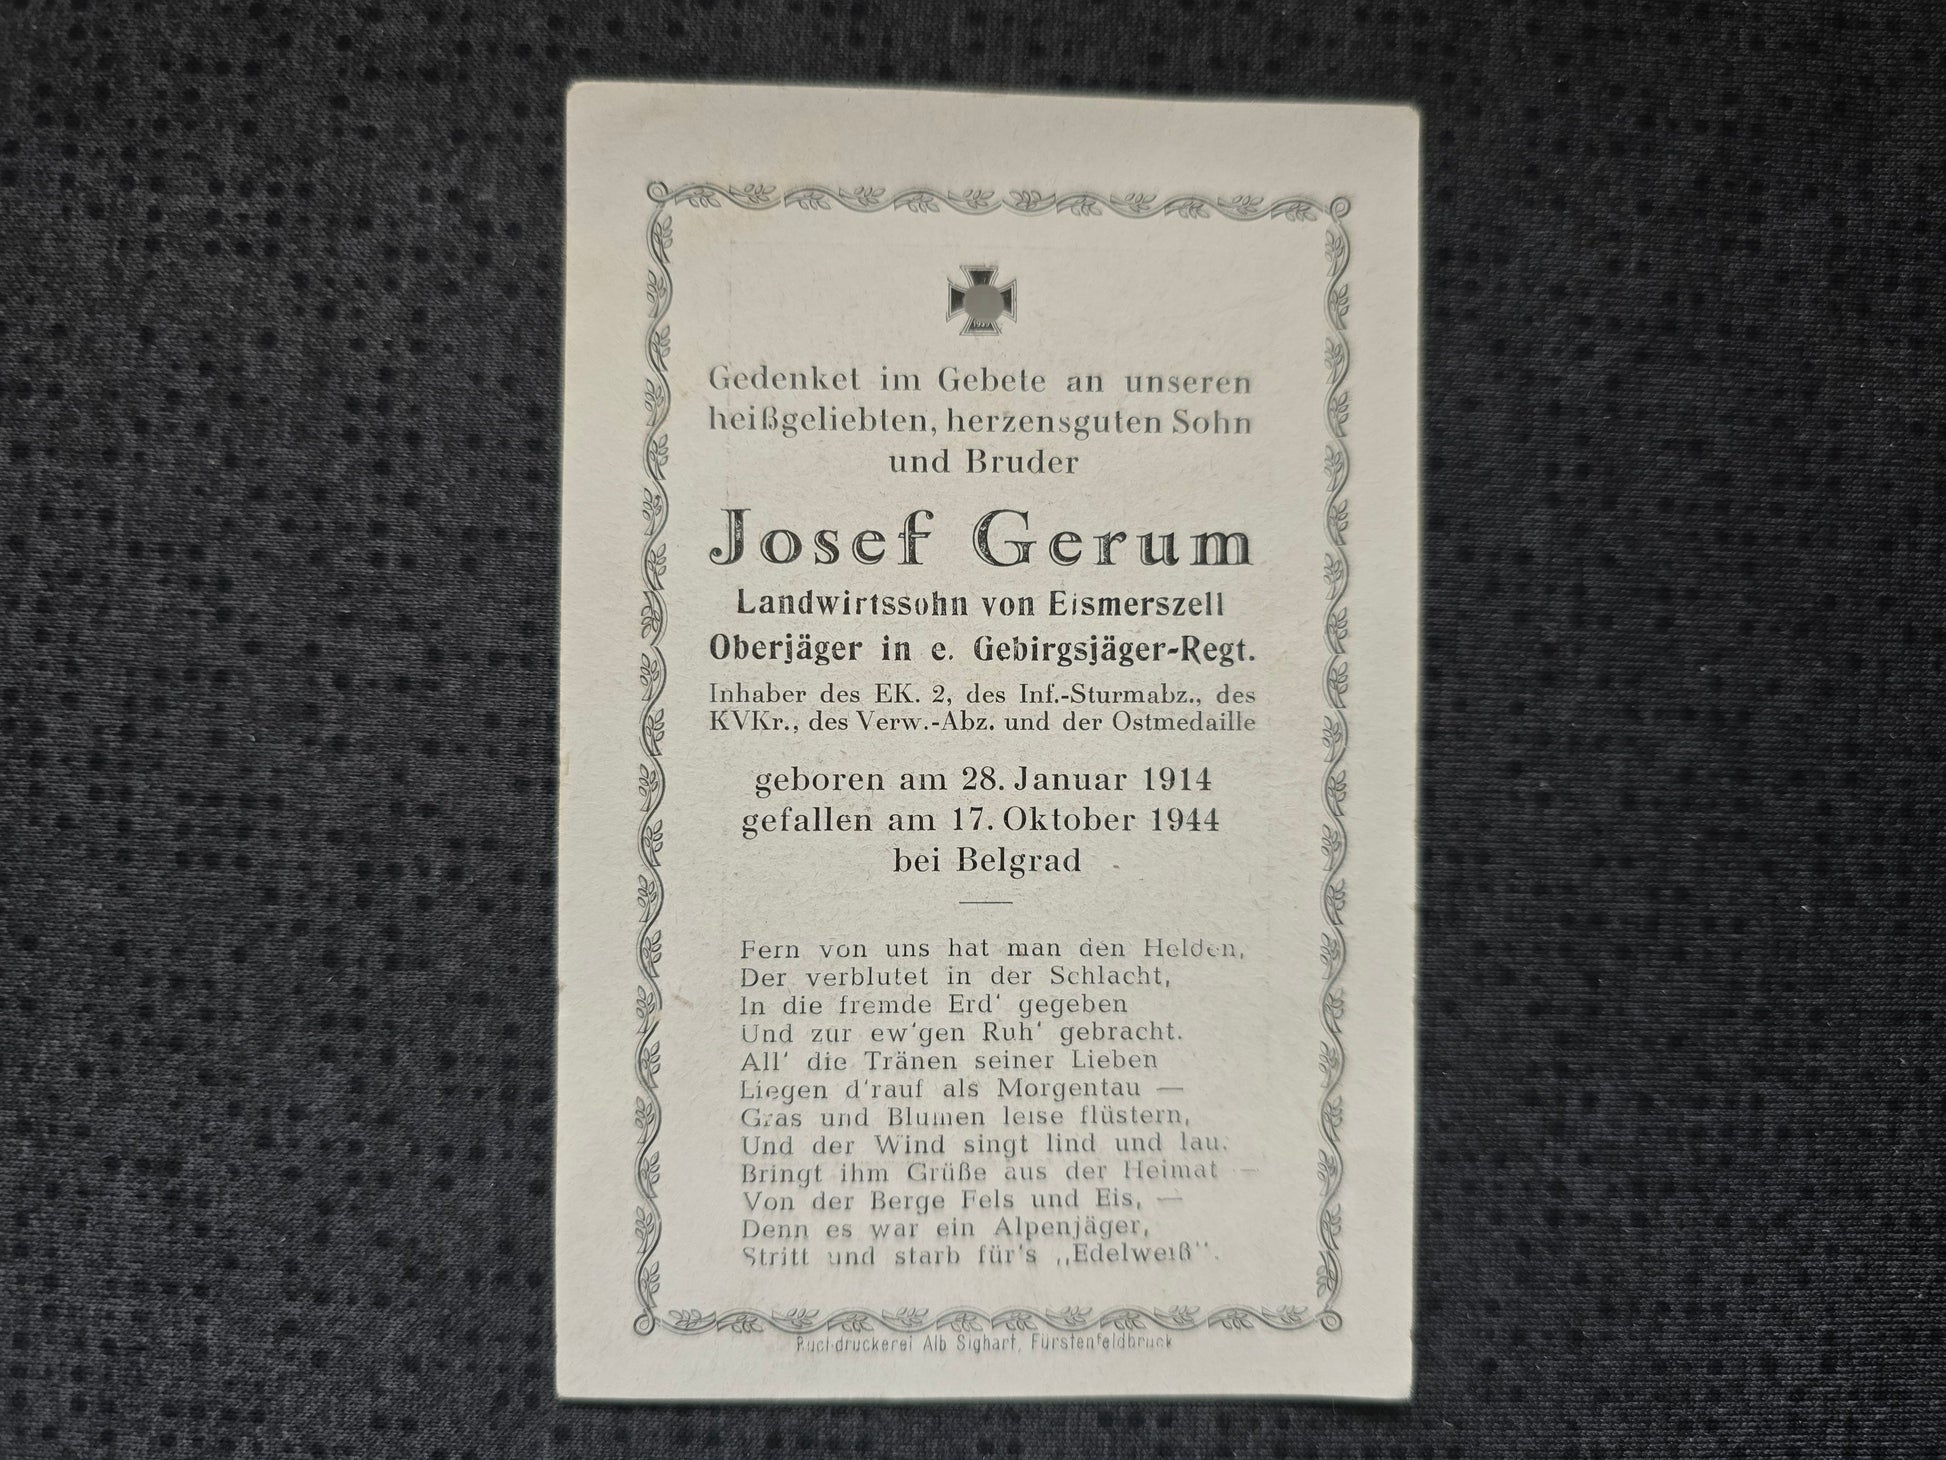 Gedenket im Gebete an unseren
heißgeliebten, herzensguten Sohn
und Bruder
Josef Gerum
Landwirtssohn von Eismerszell
Oberjäger in e. Gebirgsjäger-Regt.
Inhaber des EK. 2, des Inf.-Sturmabz., des
KVKr., des Verw.-Abz. und der Ostmedaille
geboren am 28. Januar 1914
gefallen am 17. Oktober 1944
bei Belgrad
Fern von uns hat man den Helden,
Der verblutet in der Schlacht,
In die fremde Erd' gegeben
Und zur ew'gen Ruh' gebracht.
All' die Tränen seiner Lieben
Liegen d'rauf als Morgentau —
Gras und Blumen leise flüstern,
Und der Wind singt lind und lau.
Bringt ihm Grüße aus der Heimat —
Von der Berge Fels und Eis, —
Denn es war ein Alpenjäger,
Stritt und starb für's „Edelweiß".
Buchdruckerei Alb Sighart, Fürstenfeldbruck